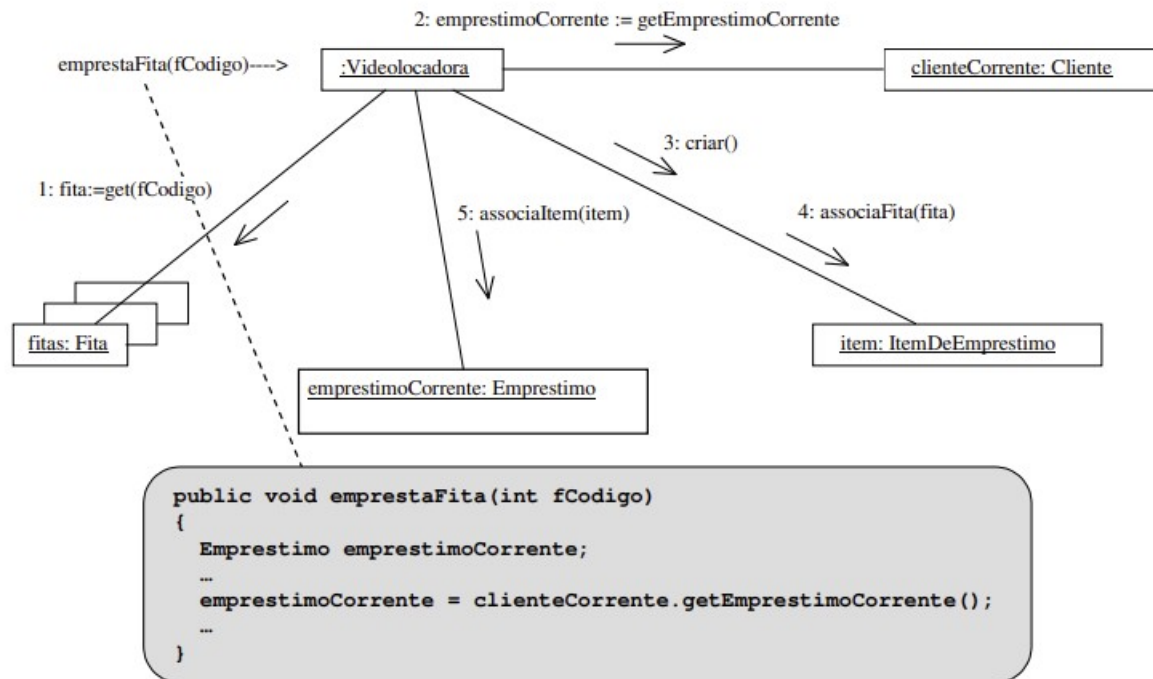 2: emprestimoCorrente := getEmprestimoCorrente
emprestaFita(fCodigo)---->
:Videolocadora
clienteCorrente: Cliente
3: criar()
1: fita:=get(fCodigo)
5: associaItem(item)
4: associaFita(fita)
fitas: Fita
item: ItemDeEmprestimo
emprestimoCorrente: Emprestimo
public void emprestaFita(int fCodigo)
{
Emprestimo emprestimoCorrente;
…
emprestimoCorrente = clienteCorrente.getEmprestimoCorrente();
…
}